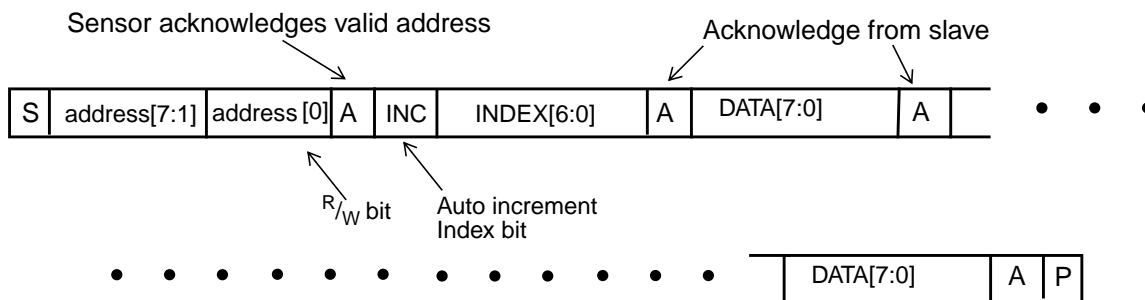 Sensor acknowledges valid address
Acknowledge from slave
S address[7:1] address [0] A INC INDEX[6:0] A DATA[7:0] A
R/W bit
Auto increment
Index bit
DATA[7:0] A P